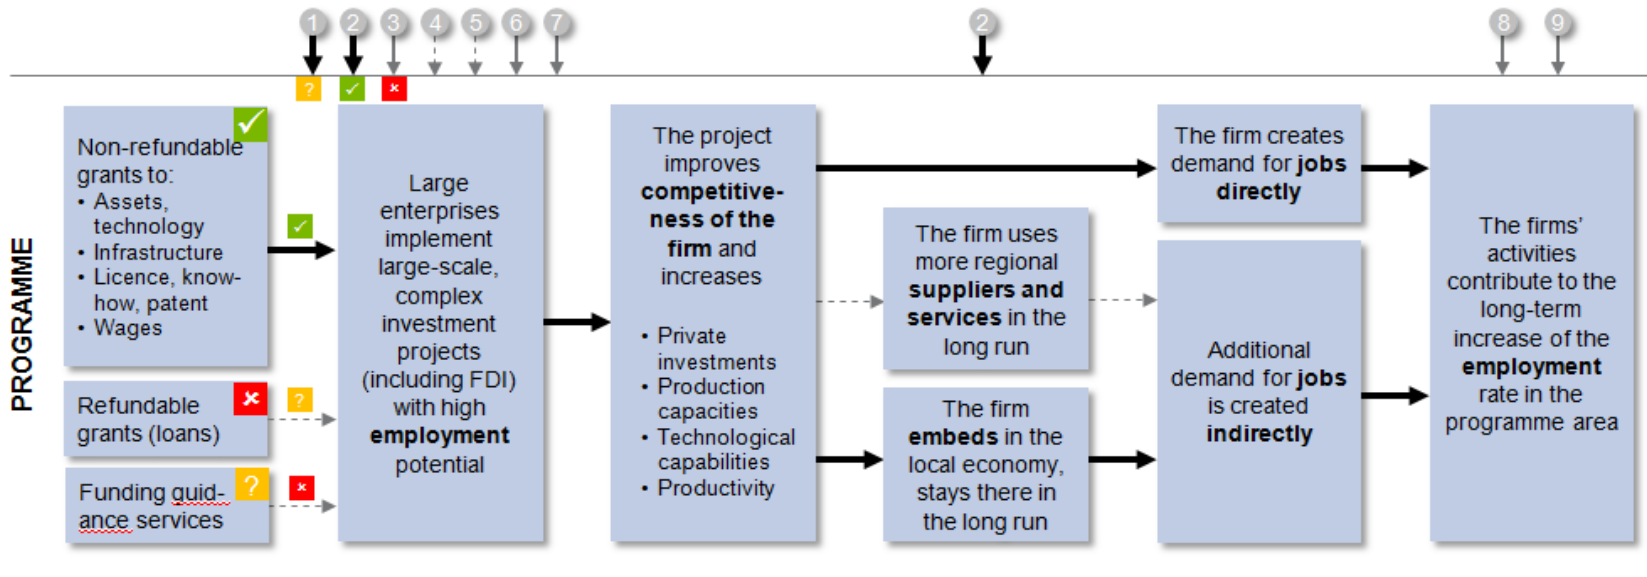 1 2 3 4 5 6 7 2 8 9
?
PROGRAMME
Non-refundable
grants to:
• Assets,
technology
• Infrastructure
• Licence, know-
how, patent
• Wages
Refundable
grants (loans)
?
Funding guid-
ance services
?
Large
enterprises
implement
large-scale,
complex
investment
projects
(including FDI)
with high
employment
potential
The project
improves
competitive-
ness of the
firm and
increases
• Private
investments
• Production
capacities
• Technological
capabilities
• Productivity
The firm uses
more regional
suppliers and
services in the
long run
The firm
embeds in the
local economy,
stays there in
the long run
The firm creates
demand for jobs
directly
Additional
demand for jobs
is created
indirectly
The firms'
activities
contribute to the
long-term
increase of the
employment
rate in the
programme area